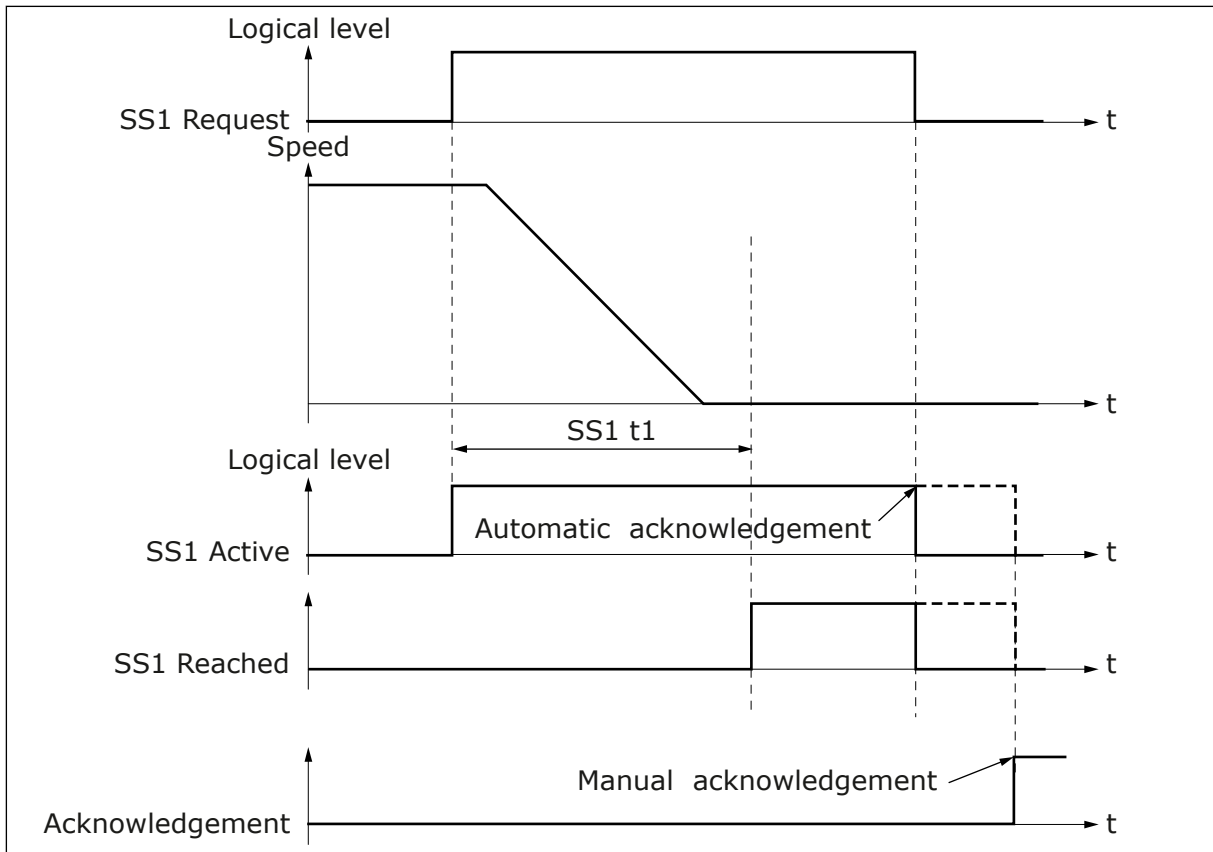 Logical level
SS1 Request
t
Speed
t
SS1 t1
Logical level
Automatic acknowledgement
SS1 Active
t
SS1 Reached
t
Manual acknowledgement
Acknowledgement
t